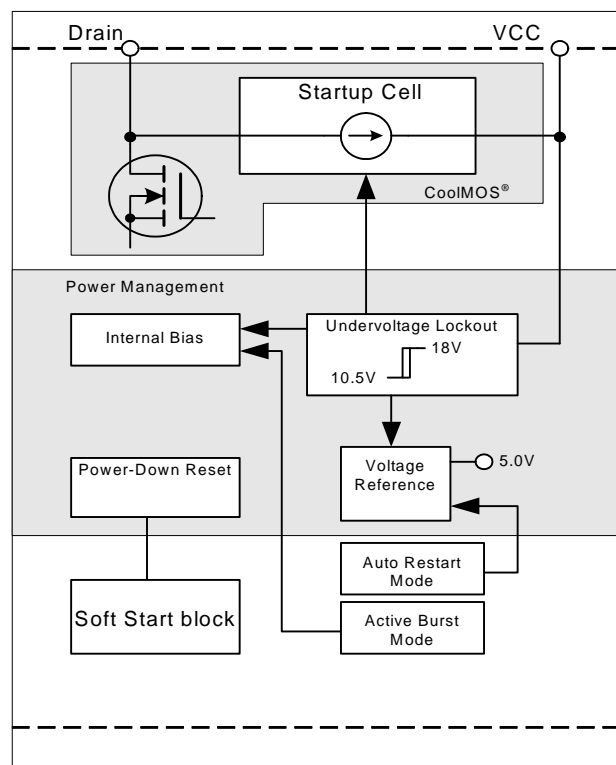 Drain
VCC
Startup Cell
CoolMOS®
Power Management
Internal Bias
Undervoltage Lockout
18V
10.5V
Power-Down Reset
Voltage
Reference
5.0V
Auto Restart
Mode
Soft Start block
Active Burst
Mode